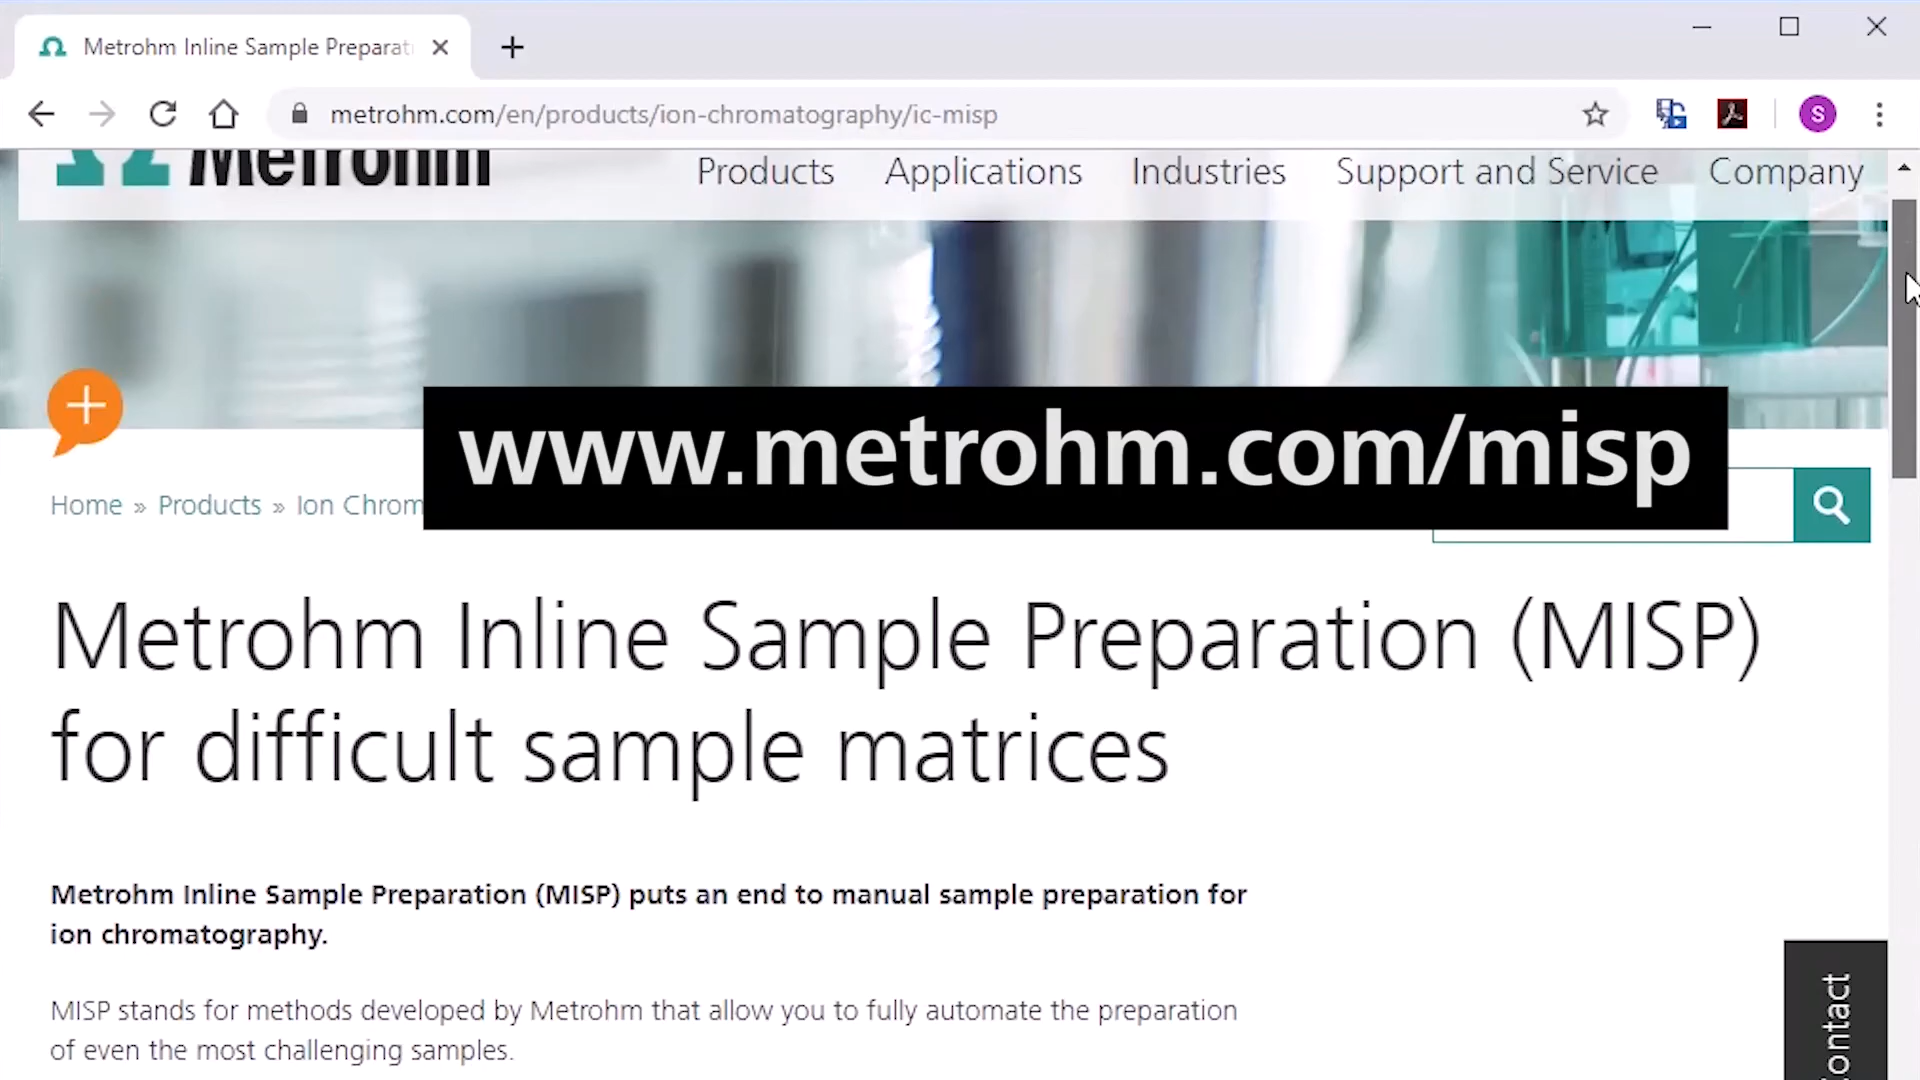 Metrohm Inline Sample Preparat
metrohm.com/en/products/ion-chromatography/ic-misp
S
Metrohm
Products Applications Industries Support and Service Company
www.metrohm.com/misp
Home » Products » Ion Chrom
Metrohm Inline Sample Preparation (MISP)
for difficult sample matrices
Metrohm Inline Sample Preparation (MISP) puts an end to manual sample preparation for
ion chromatography.
MISP stands for methods developed by Metrohm that allow you to fully automate the preparation
of even the most challenging samples.
ontact